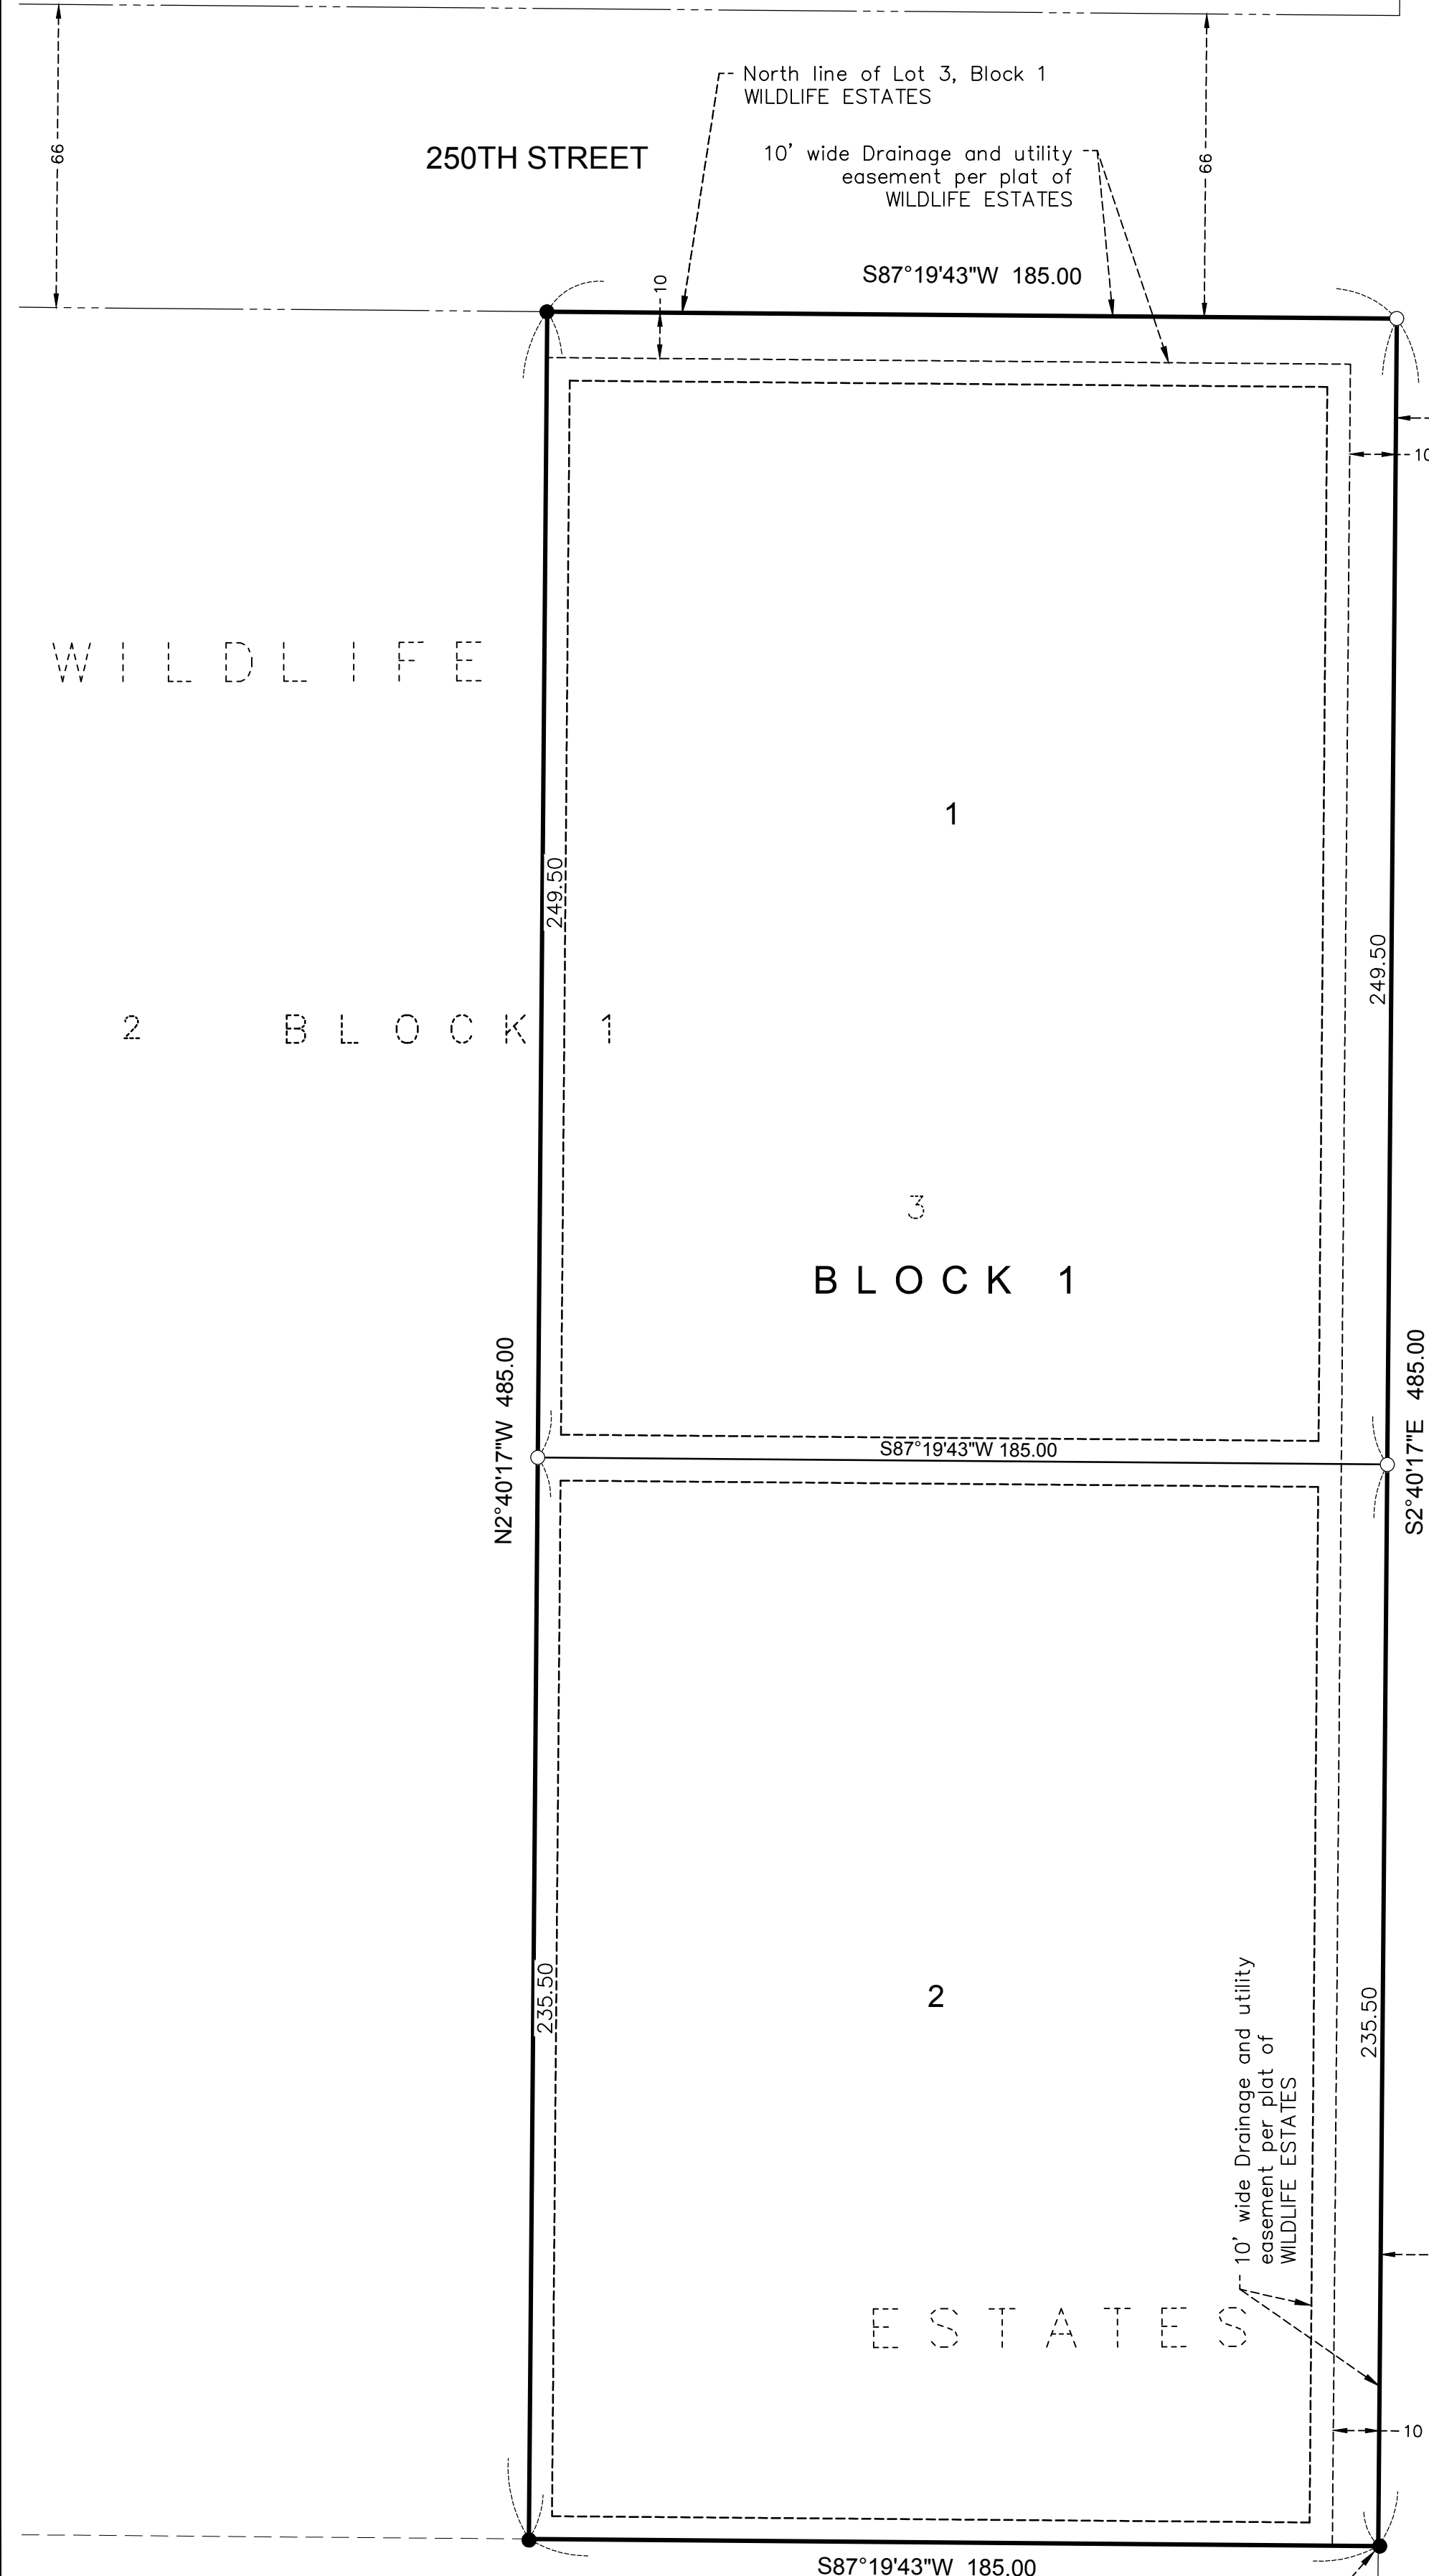 North line of Lot 3, Block 1
WILDLIFE ESTATES
66
250TH STREET
10' wide Drainage and utility
easement per plat of
WILDLIFE ESTATES
66
S87°19'43"W 185.00
10
10
WILDLIFE
1
249.50
249.50
2 BLOCK 1
3
BLOCK 1
N2°40'17"W 485.00
S2°40'17"E 485.00
S87°19'43"W 185.00
235.50
2
235.50
10' wide Drainage and utility
easement per plat of
WILDLIFE ESTATES
ESTATES
10
S87°19'43"W 185.00